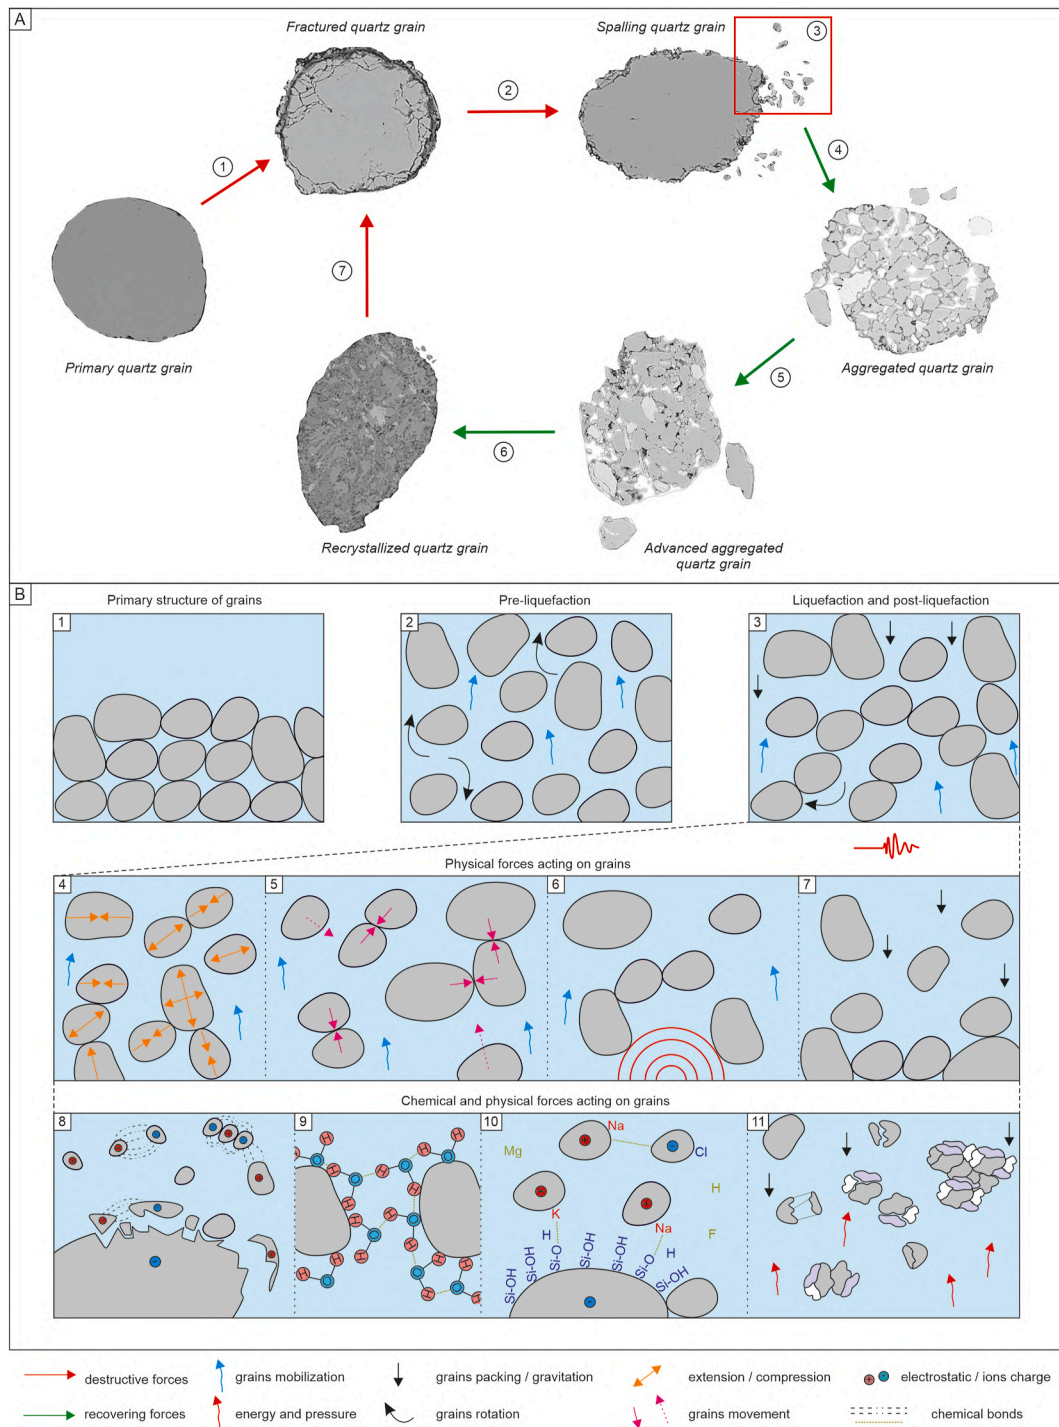 A
Fractured quartz grain
Spalling quartz grain
3
2
1
4
7
Primary quartz grain
Aggregated quartz grain
5
6
Recrystallized quartz grain
Advanced aggregated
quartz grain
B
Primary structure of grains
Pre-liquefaction
Liquefaction and post-liquefaction
1
2
3
Physical forces acting on grains
4
5
6
7
Chemical and physical forces acting on grains
8
9
H
H
H
H
O
O
H
H
O
O
H
H
H
O
O
H
H
H
O
O
H
H
H
O
10
Na
Mg
Cl
H
K
Na
F
H
H
Si-OH
Si-OH
Si-O
Si-OH
Si-OH
Si-O
Si-OH
11
destructive forces
grains mobilization
grains packing / gravitation
extension / compression
electrostatic / ions charge
recovering forces
energy and pressure
grains rotation
grains movement
chemical bonds